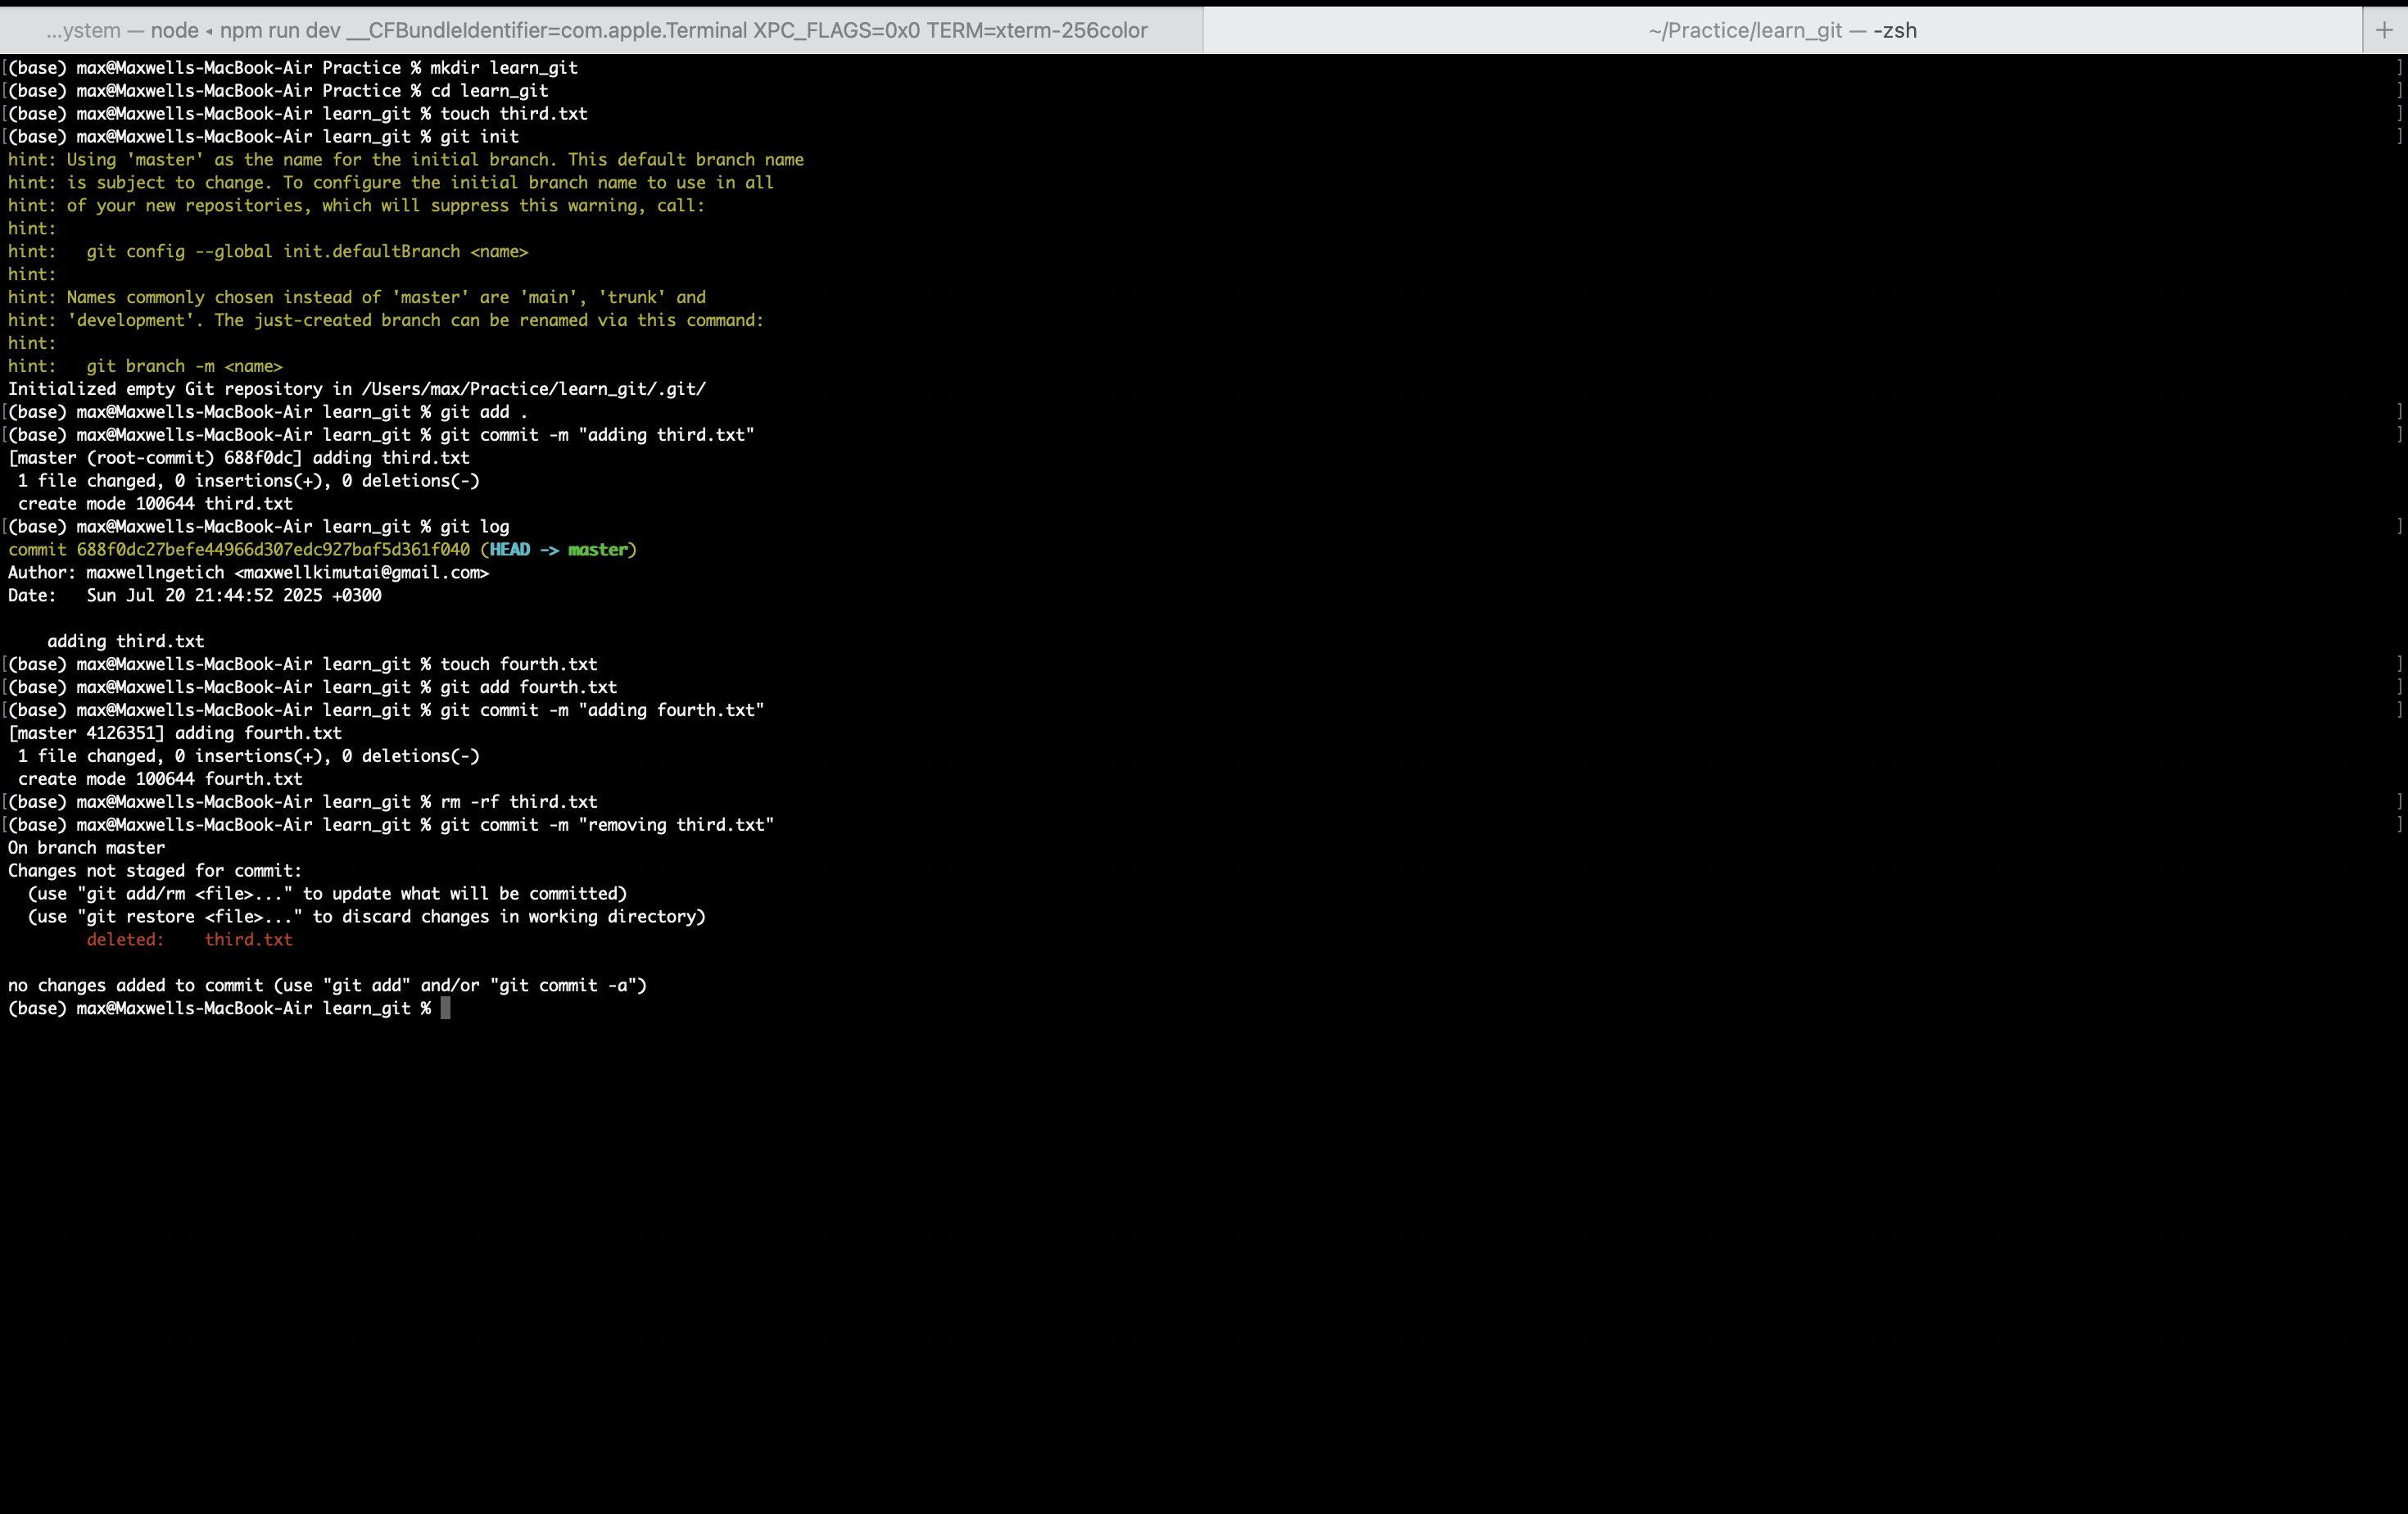 ...ystem — node ◂ npm run dev __CFBundleIdentifier=com.apple.Terminal XPC_FLAGS=0x0 TERM=xterm-256color
~/Practice/learn_git — -zsh
+
[(base) max@Maxwells-MacBook-Air Practice % mkdir learn_git ]
[(base) max@Maxwells-MacBook-Air Practice % cd learn_git ]
[(base) max@Maxwells-MacBook-Air learn_git % touch third.txt ]
[(base) max@Maxwells-MacBook-Air learn_git % git init ]
hint: Using 'master' as the name for the initial branch. This default branch name
hint: is subject to change. To configure the initial branch name to use in all
hint: of your new repositories, which will suppress this warning, call:
hint:
hint:   git config --global init.defaultBranch <name>
hint:
hint: Names commonly chosen instead of 'master' are 'main', 'trunk' and
hint: 'development'. The just-created branch can be renamed via this command:
hint:
hint:   git branch -m <name>
Initialized empty Git repository in /Users/max/Practice/learn_git/.git/
[(base) max@Maxwells-MacBook-Air learn_git % git add . ]
[(base) max@Maxwells-MacBook-Air learn_git % git commit -m "adding third.txt" ]
[master (root-commit) 688f0dc] adding third.txt
 1 file changed, 0 insertions(+), 0 deletions(-)
 create mode 100644 third.txt
[(base) max@Maxwells-MacBook-Air learn_git % git log ]
commit 688f0dc27befe44966d307edc927baf5d361f040 (HEAD -> master)
Author: maxwellngetich <maxwellkimutai@gmail.com>
Date:   Sun Jul 20 21:44:52 2025 +0300
    adding third.txt
[(base) max@Maxwells-MacBook-Air learn_git % touch fourth.txt ]
[(base) max@Maxwells-MacBook-Air learn_git % git add fourth.txt ]
[(base) max@Maxwells-MacBook-Air learn_git % git commit -m "adding fourth.txt" ]
[master 4126351] adding fourth.txt
 1 file changed, 0 insertions(+), 0 deletions(-)
 create mode 100644 fourth.txt
[(base) max@Maxwells-MacBook-Air learn_git % rm -rf third.txt ]
[(base) max@Maxwells-MacBook-Air learn_git % git commit -m "removing third.txt" ]
On branch master
Changes not staged for commit:
  (use "git add/rm <file>..." to update what will be committed)
  (use "git restore <file>..." to discard changes in working directory)
        deleted:    third.txt
no changes added to commit (use "git add" and/or "git commit -a")
(base) max@Maxwells-MacBook-Air learn_git %